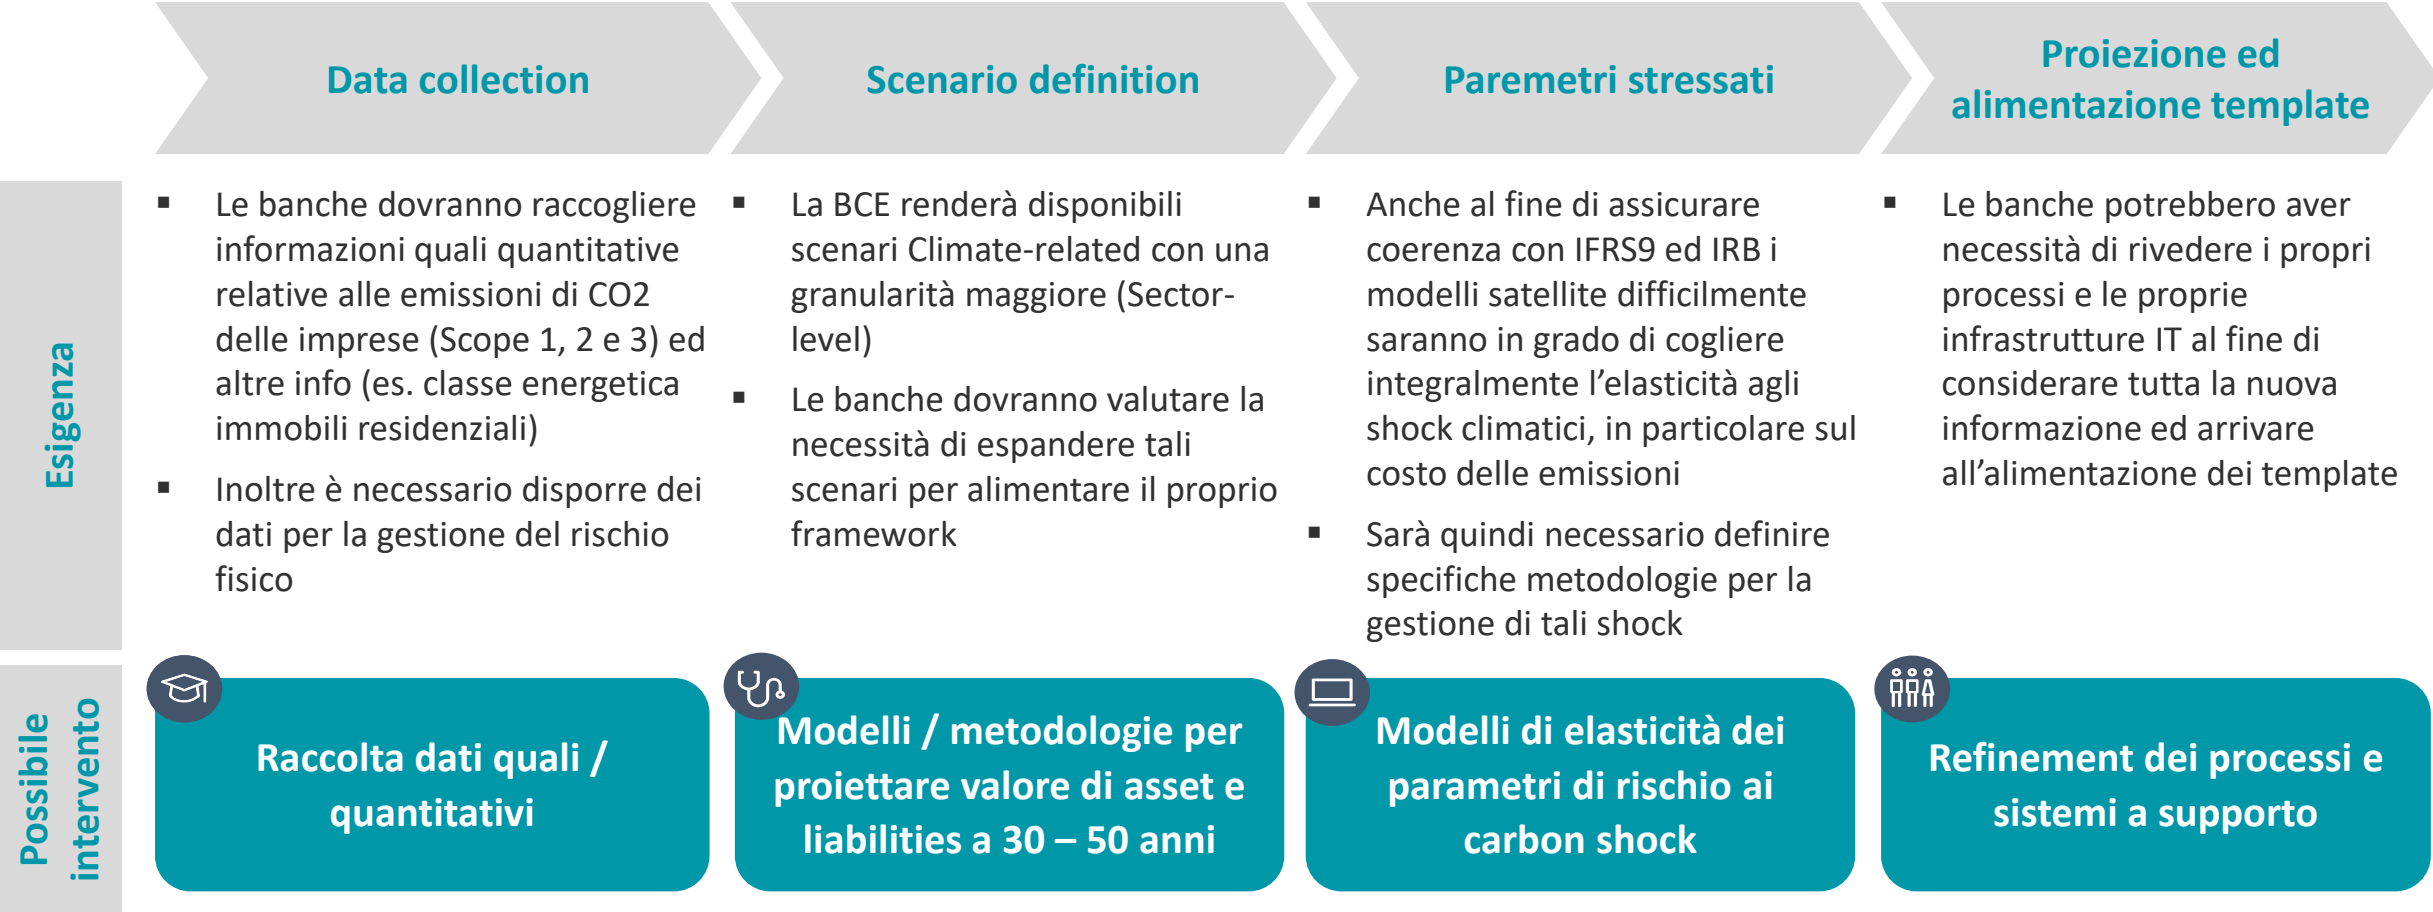 Data collection
Scenario definition
Paremetri stressati
Proiezione ed
alimentazione template
Esigenza
▪ Le banche dovranno raccogliere
informazioni quali quantitative
relative alle emissioni di CO2
delle imprese (Scope 1, 2 e 3) ed
altre info (es. classe energetica
immobili residenziali)
▪ Inoltre è necessario disporre dei
dati per la gestione del rischio
fisico
▪ La BCE renderà disponibili
scenari Climate-related con una
granularità maggiore (Sector-
level)
▪ Le banche dovranno valutare la
necessità di espandere tali
scenari per alimentare il proprio
framework
▪ Anche al fine di assicurare
coerenza con IFRS9 ed IRB i
modelli satellite difficilmente
saranno in grado di cogliere
integralmente l’elasticità agli
shock climatici, in particolare sul
costo delle emissioni
▪ Sarà quindi necessario definire
specifiche metodologie per la
gestione di tali shock
▪ Le banche potrebbero aver
necessità di rivedere i propri
processi e le proprie
infrastrutture IT al fine di
considerare tutta la nuova
informazione ed arrivare
all’alimentazione dei template
Possibile
intervento
Raccolta dati quali /
quantitativi
Modelli / metodologie per
proiettare valore di asset e
liabilities a 30 – 50 anni
Modelli di elasticità dei
parametri di rischio ai
carbon shock
Refinement dei processi e
sistemi a supporto